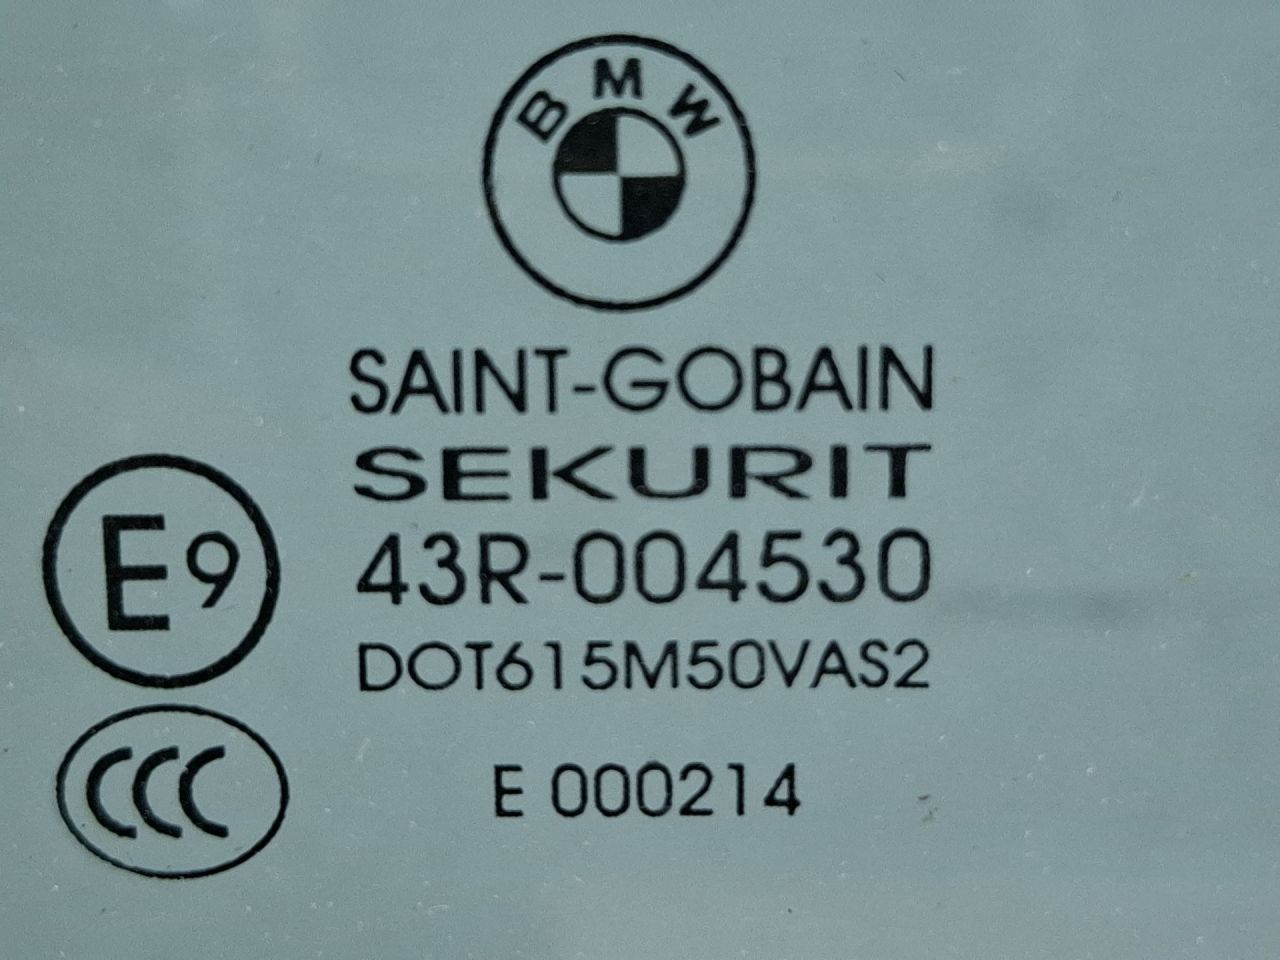 BMW
SAINT-GOBAIN
SEKURIT
E9
43R-004530
DOT615M50VAS2
CCC
E 000214